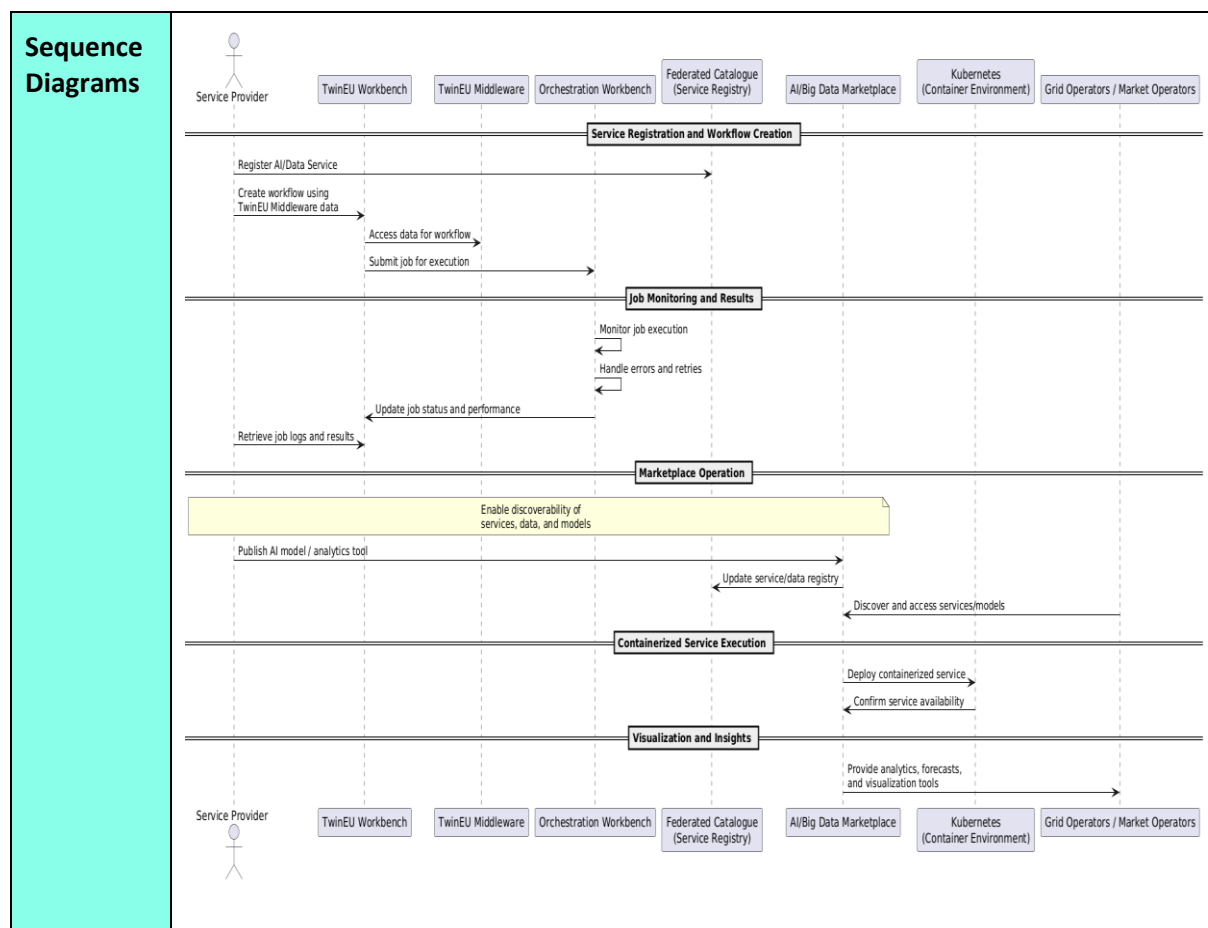 Sequence
Diagrams
Service Provider
TwinEU Workbench
TwinEU Middleware
Orchestration Workbench
Federated Catalogue
(Service Registry)
AI/Big Data Marketplace
Kubernetes
(Container Environment)
Grid Operators / Market Operators
Service Registration and Workflow Creation
Register AI/Data Service
Create workflow using
TwinEU Middleware data
Access data for workflow
Submit job for execution
Job Monitoring and Results
Monitor job execution
Handle errors and retries
Update job status and performance
Retrieve job logs and results
Marketplace Operation
Enable discoverability of
services, data, and models
Publish AI model / analytics tool
Update service/data registry
Discover and access services/models
Containerized Service Execution
Deploy containerized service
Confirm service availability
Visualization and Insights
Provide analytics, forecasts,
and visualization tools
Service Provider
TwinEU Workbench
TwinEU Middleware
Orchestration Workbench
Federated Catalogue
(Service Registry)
AI/Big Data Marketplace
Kubernetes
(Container Environment)
Grid Operators / Market Operators